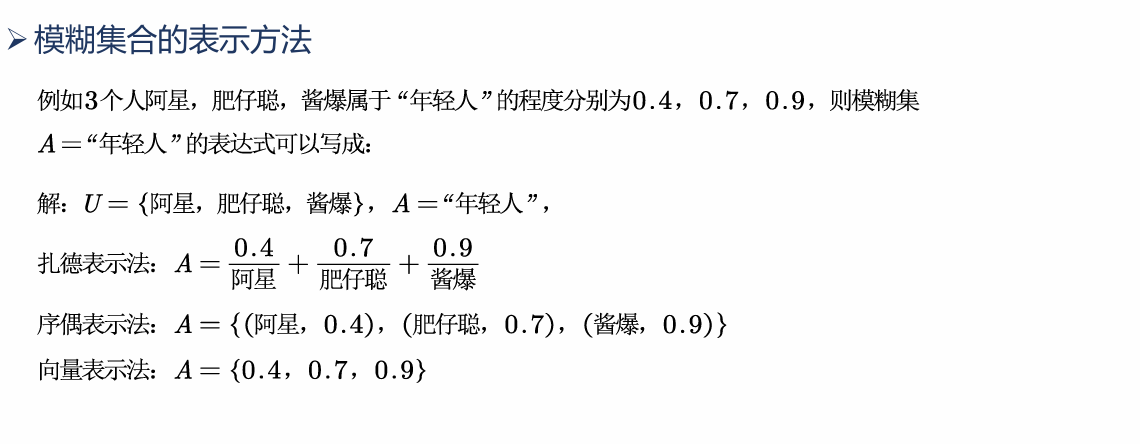 ➢模糊集合的表示方法
例如3个人阿星，肥仔聪，酱爆属于“年轻人”的程度分别为0.4，0.7，0.9，则模糊集
A＝“年轻人”的表达式可以写成：
解：U＝{阿星，肥仔聪，酱爆}，A＝“年轻人”，
扎德表示法：A＝0.4/阿星＋0.7/肥仔聪＋0.9/酱爆
序偶表示法：A＝{(阿星，0.4)，(肥仔聪，0.7)，(酱爆，0.9)}
向量表示法：A＝{0.4，0.7，0.9}